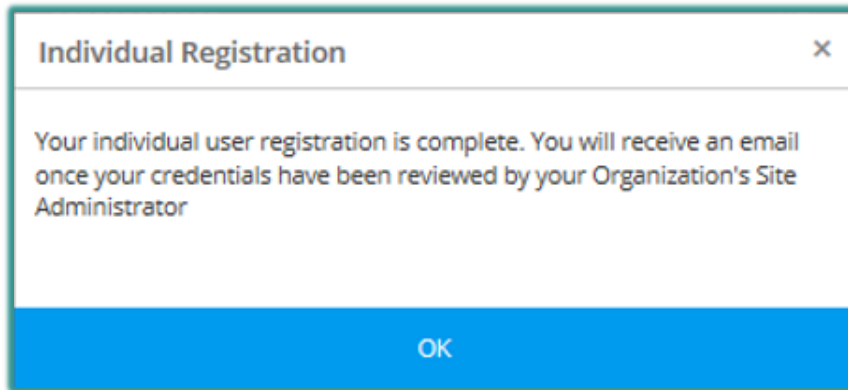 Individual Registration ×
Your individual user registration is complete. You will receive an email
once your credentials have been reviewed by your Organization's Site
Administrator
OK